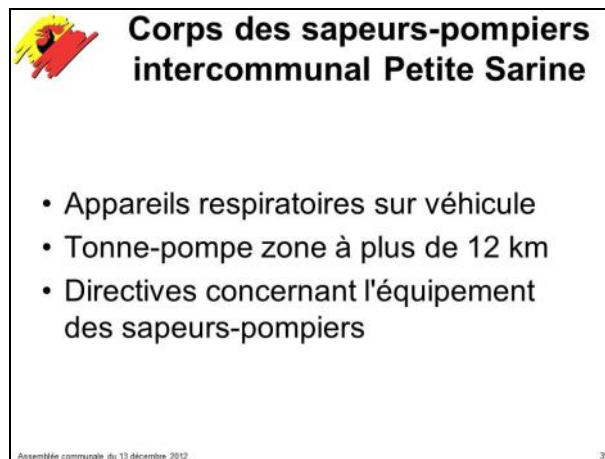 Corps des sapeurs-pompiers
intercommunal Petite Sarine
• Appareils respiratoires sur véhicule
• Tonne-pompe zone à plus de 12 km
• Directives concernant l'équipement
des sapeurs-pompiers
Assemblée communale du 13 décembre 2012